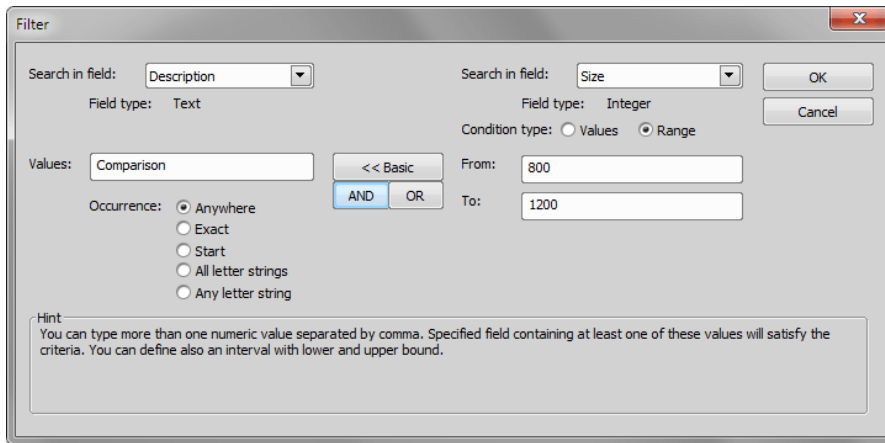 Filter
Search in field: Description
Field type: Text
Values: Comparison
Occurrence: Anywhere
Exact
Start
All letter strings
Any letter string
<< Basic
AND OR
Search in field: Size
Field type: Integer
Condition type: Values Range
From: 800
To: 1200
OK
Cancel
Hint
You can type more than one numeric value separated by comma. Specified field containing at least one of these values will satisfy the
criteria. You can define also an interval with lower and upper bound.